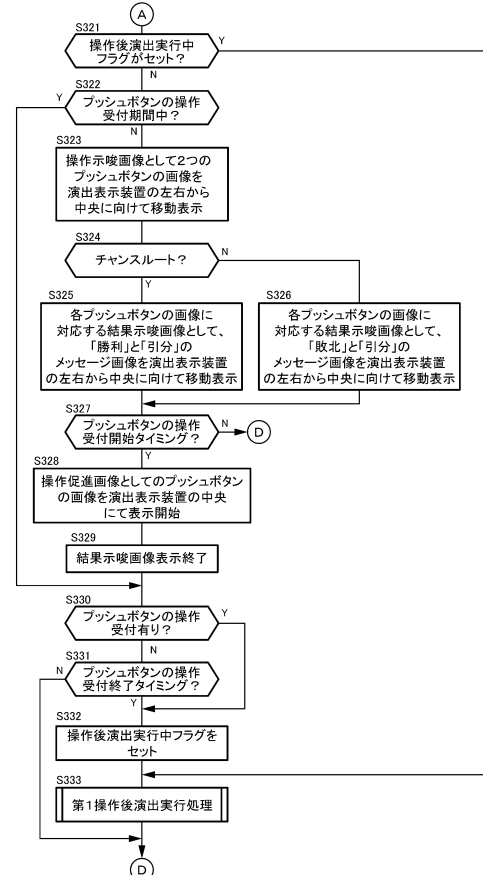 A
S321
操作後演出実行中
フラグがセット？
Y
N
S322
Y
プッシュボタンの操作
受付期間中？
N
S323
操作示唆画像として2つの
プッシュボタンの画像を
演出表示装置の左右から
中央に向けて移動表示
S324
チャンスルート？
N
Y
S325
各プッシュボタンの画像に
対応する結果示唆画像として、
「勝利」と「引分」の
メッセージ画像を演出表示装置
の左右から中央に向けて移動表示
S326
各プッシュボタンの画像に
対応する結果示唆画像として、
「敗北」と「引分」の
メッセージ画像を演出表示装置
の左右から中央に向けて移動表示
S327
プッシュボタンの操作
受付開始タイミング？
N
D
Y
S328
操作促進画像としてのプッシュボタン
の画像を演出表示装置の中央
にて表示開始
S329
結果示唆画像表示終了
S330
プッシュボタンの操作
受付有り？
Y
N
S331
N
プッシュボタンの操作
受付終了タイミング？
Y
S332
操作後演出実行中フラグを
セット
S333
第1操作後演出実行処理
D